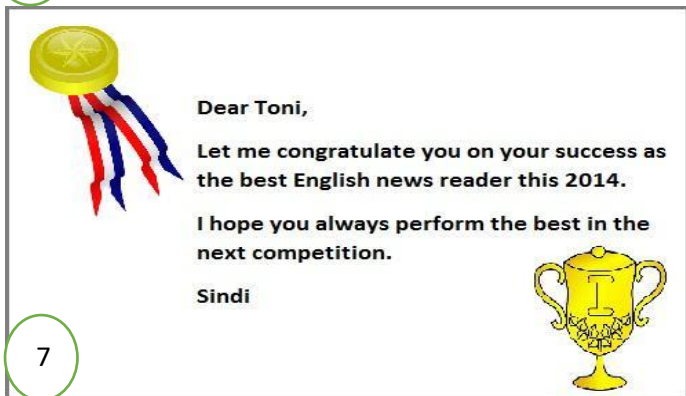 Dear Toni,
Let me congratulate you on your success as
the best English news reader this 2014.
I hope you always perform the best in the
next competition.
Sindi
7